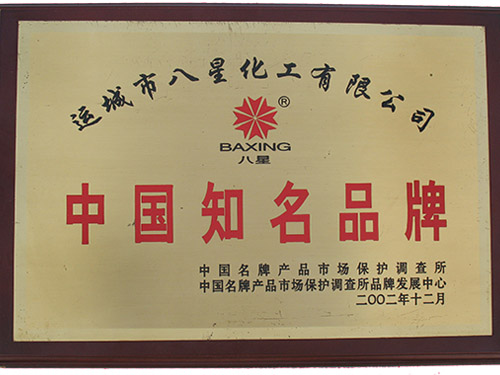 运城市八星化工有限公司
®
BAXING
八星
中国知名品牌
中国名牌产品市场保护调查所
中国名牌产品市场保护调查所品牌发展中心
二〇〇二年十二月